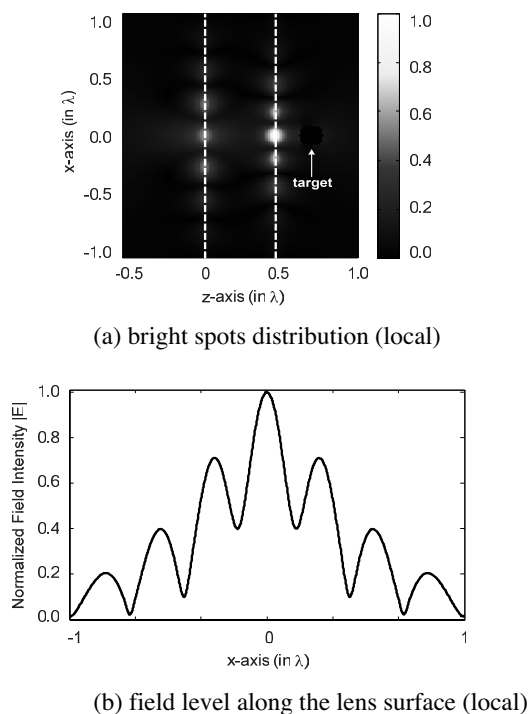 1.0
0.5
0.0
-0.5
-1.0
x-axis (in λ)
target
-0.5 0 0.5 1.0
z-axis (in λ)
1.0
0.8
0.6
0.4
0.2
0.0
(a) bright spots distribution (local)
Normalized Field Intensity |E|
1.0
0.8
0.6
0.4
0.2
0.0
-1 0 1
x-axis (in λ)
(b) field level along the lens surface (local)